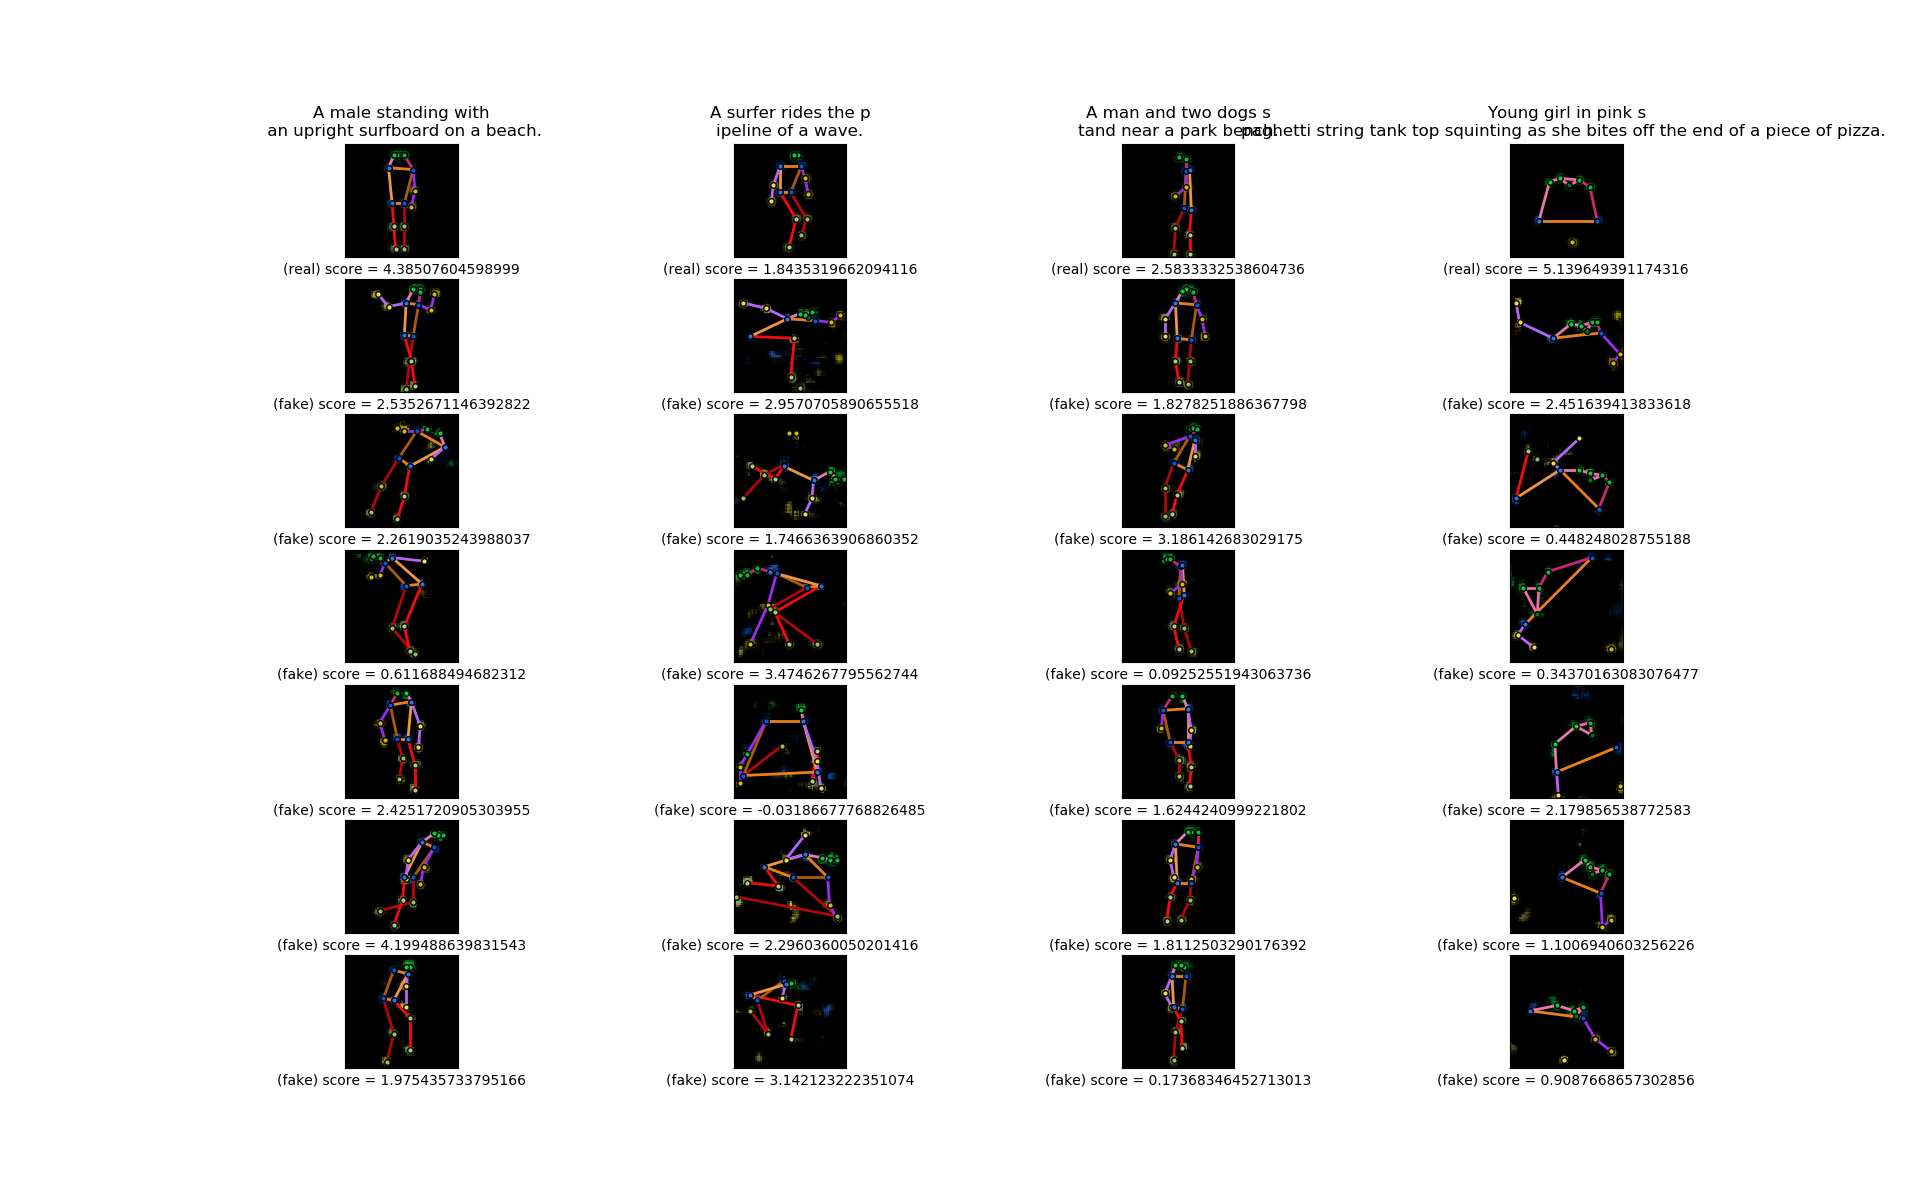 A male standing with
an upright surfboard on a beach.
A surfer rides the p
ipeline of a wave.
A man and two dogs s
tand near a park bench.
Young girl in pink s
paghetti string tank top squinting as she bites off the end of a piece of pizza.
(real) score = 4.38507604598999
(real) score = 1.8435319662094116
(real) score = 2.5833332538604736
(real) score = 5.139649391174316
(fake) score = 2.5352671146392822
(fake) score = 2.9570705890655518
(fake) score = 1.8278251886367798
(fake) score = 2.451639413833618
(fake) score = 2.2619035243988037
(fake) score = 1.7466363906860352
(fake) score = 3.186142683029175
(fake) score = 0.448248028755188
(fake) score = 0.611688494682312
(fake) score = 3.4746267795562744
(fake) score = 0.09252551943063736
(fake) score = 0.34370163083076477
(fake) score = 2.4251720905303955
(fake) score = -0.03186677768826485
(fake) score = 1.6244240999221802
(fake) score = 2.179856538772583
(fake) score = 4.199488639831543
(fake) score = 2.2960360050201416
(fake) score = 1.8112503290176392
(fake) score = 1.1006940603256226
(fake) score = 1.975435733795166
(fake) score = 3.142123222351074
(fake) score = 0.17368346452713013
(fake) score = 0.9087668657302856